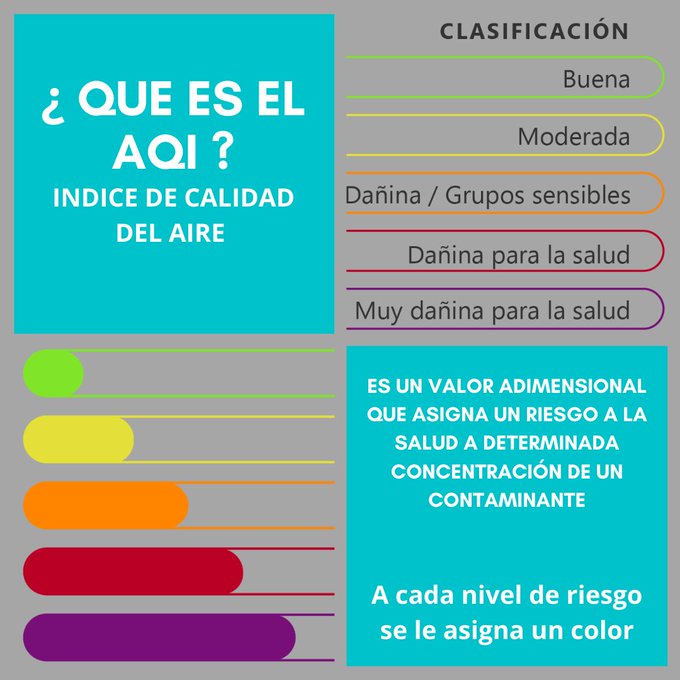 ¿ QUE ES EL
AQI ?
INDICE DE CALIDAD
DEL AIRE
CLASIFICACIÓN
Buena
Moderada
Dañina / Grupos sensibles
Dañina para la salud
Muy dañina para la salud
ES UN VALOR ADIMENSIONAL
QUE ASIGNA UN RIESGO A LA
SALUD A DETERMINADA
CONCENTRACIÓN DE UN
CONTAMINANTE
A cada nivel de riesgo
se le asigna un color